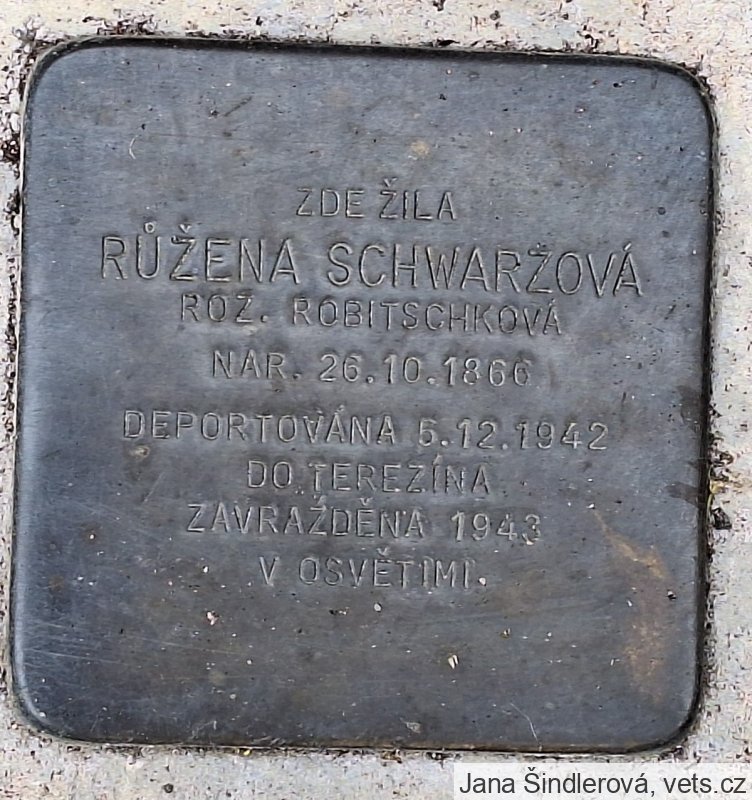 ZDE ŽILA
RŮŽENA SCHWARZOVÁ
ROZ. ROBITSCHKOVÁ
NAR. 26.10.1866
DEPORTOVÁNA 5.12.1942
DO TEREZÍNA
ZAVRAŽDĚNA 1943
V OSVĚTIMI
Jana Šindlerová, vets.cz